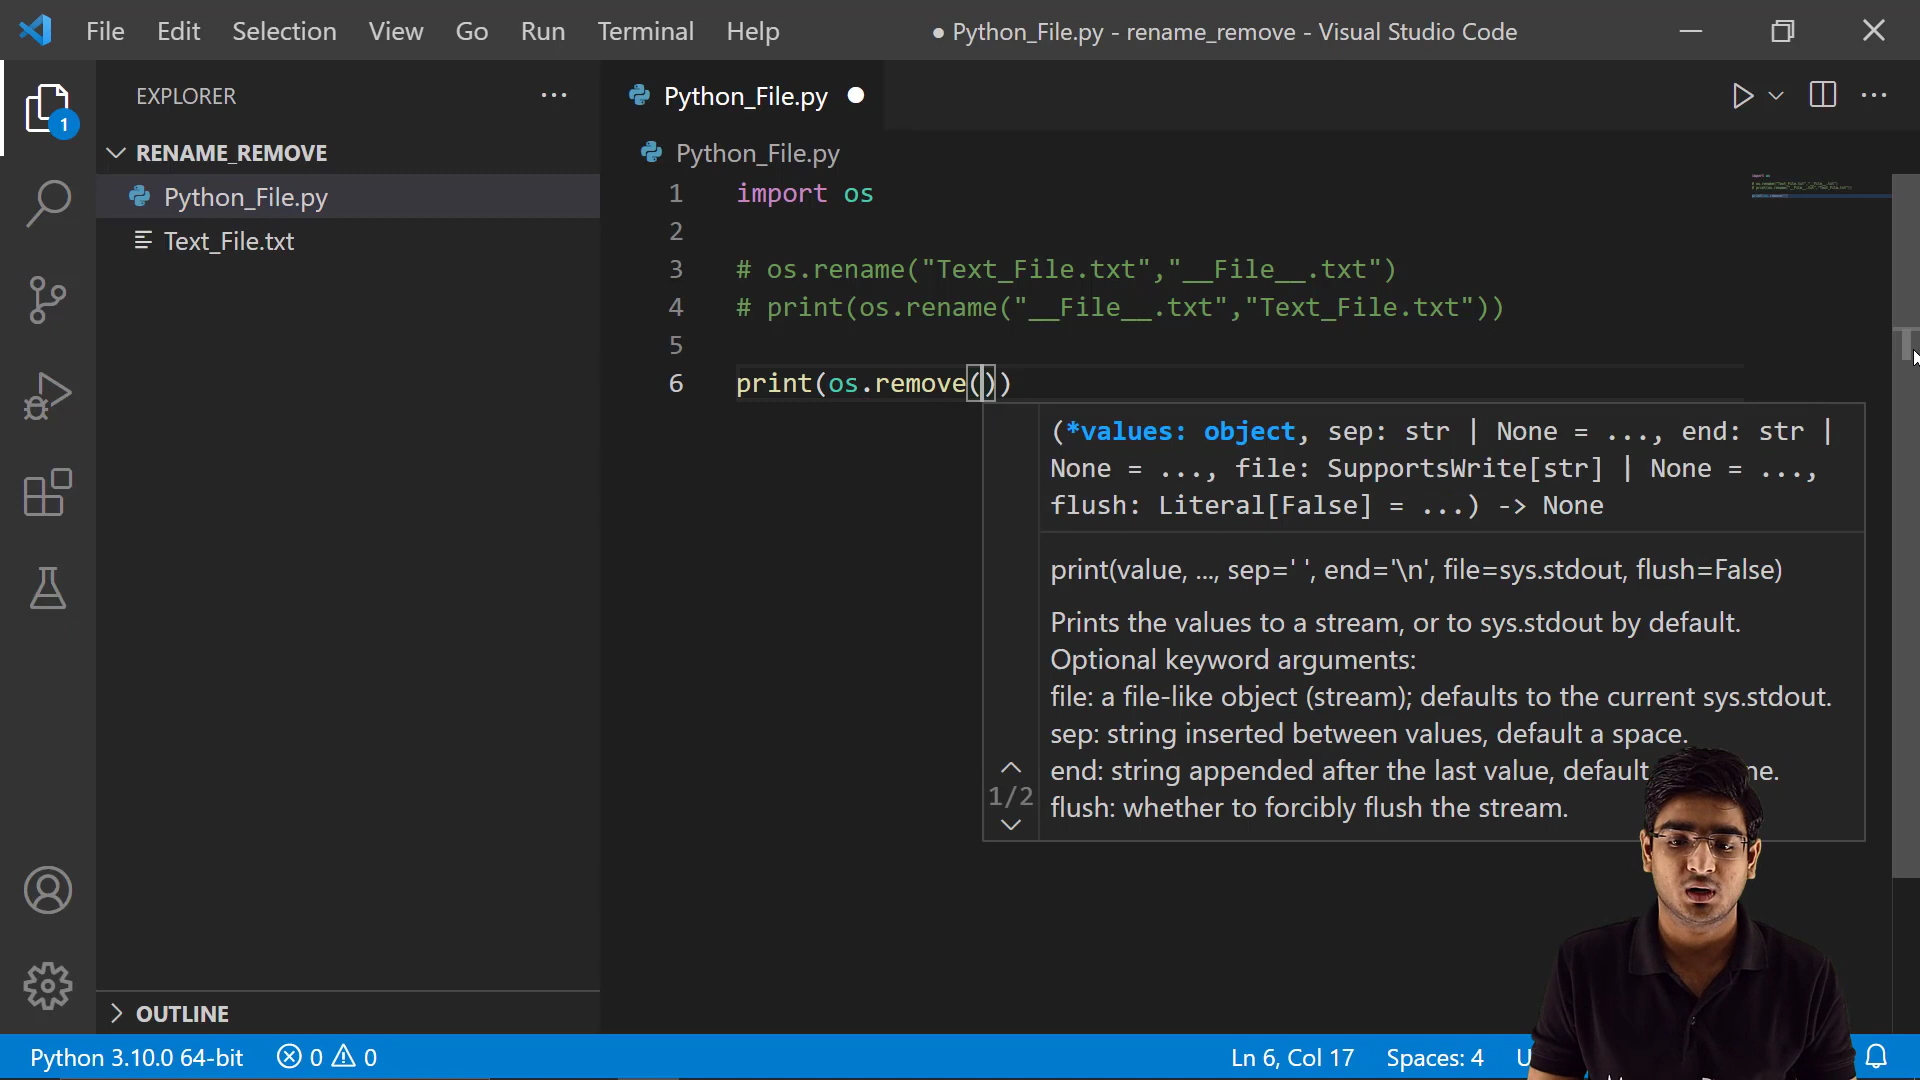 File Edit Selection View Go Run Terminal Help ● Python_File.py - rename_remove - Visual Studio Code
EXPLORER
Python_File.py
1
RENAME_REMOVE
Python_File.py
Python_File.py
Text_File.txt
1 import os
2
3 # os.rename("Text_File.txt","__File__.txt")
4 # print(os.rename("__File__.txt","Text_File.txt"))
5
6 print(os.remove())
(*values: object, sep: str | None = ..., end: str |
None = ..., file: SupportsWrite[str] | None = ...,
flush: Literal[False] = ...) -> None
print(value, ..., sep=' ', end='\n', file=sys.stdout, flush=False)
Prints the values to a stream, or to sys.stdout by default.
Optional keyword arguments:
file: a file-like object (stream); defaults to the current sys.stdout.
sep: string inserted between values, default a space.
end: string appended after the last value, default
1/2
flush: whether to forcibly flush the stream.
OUTLINE
Python 3.10.0 64-bit 0 0 Ln 6, Col 17 Spaces: 4